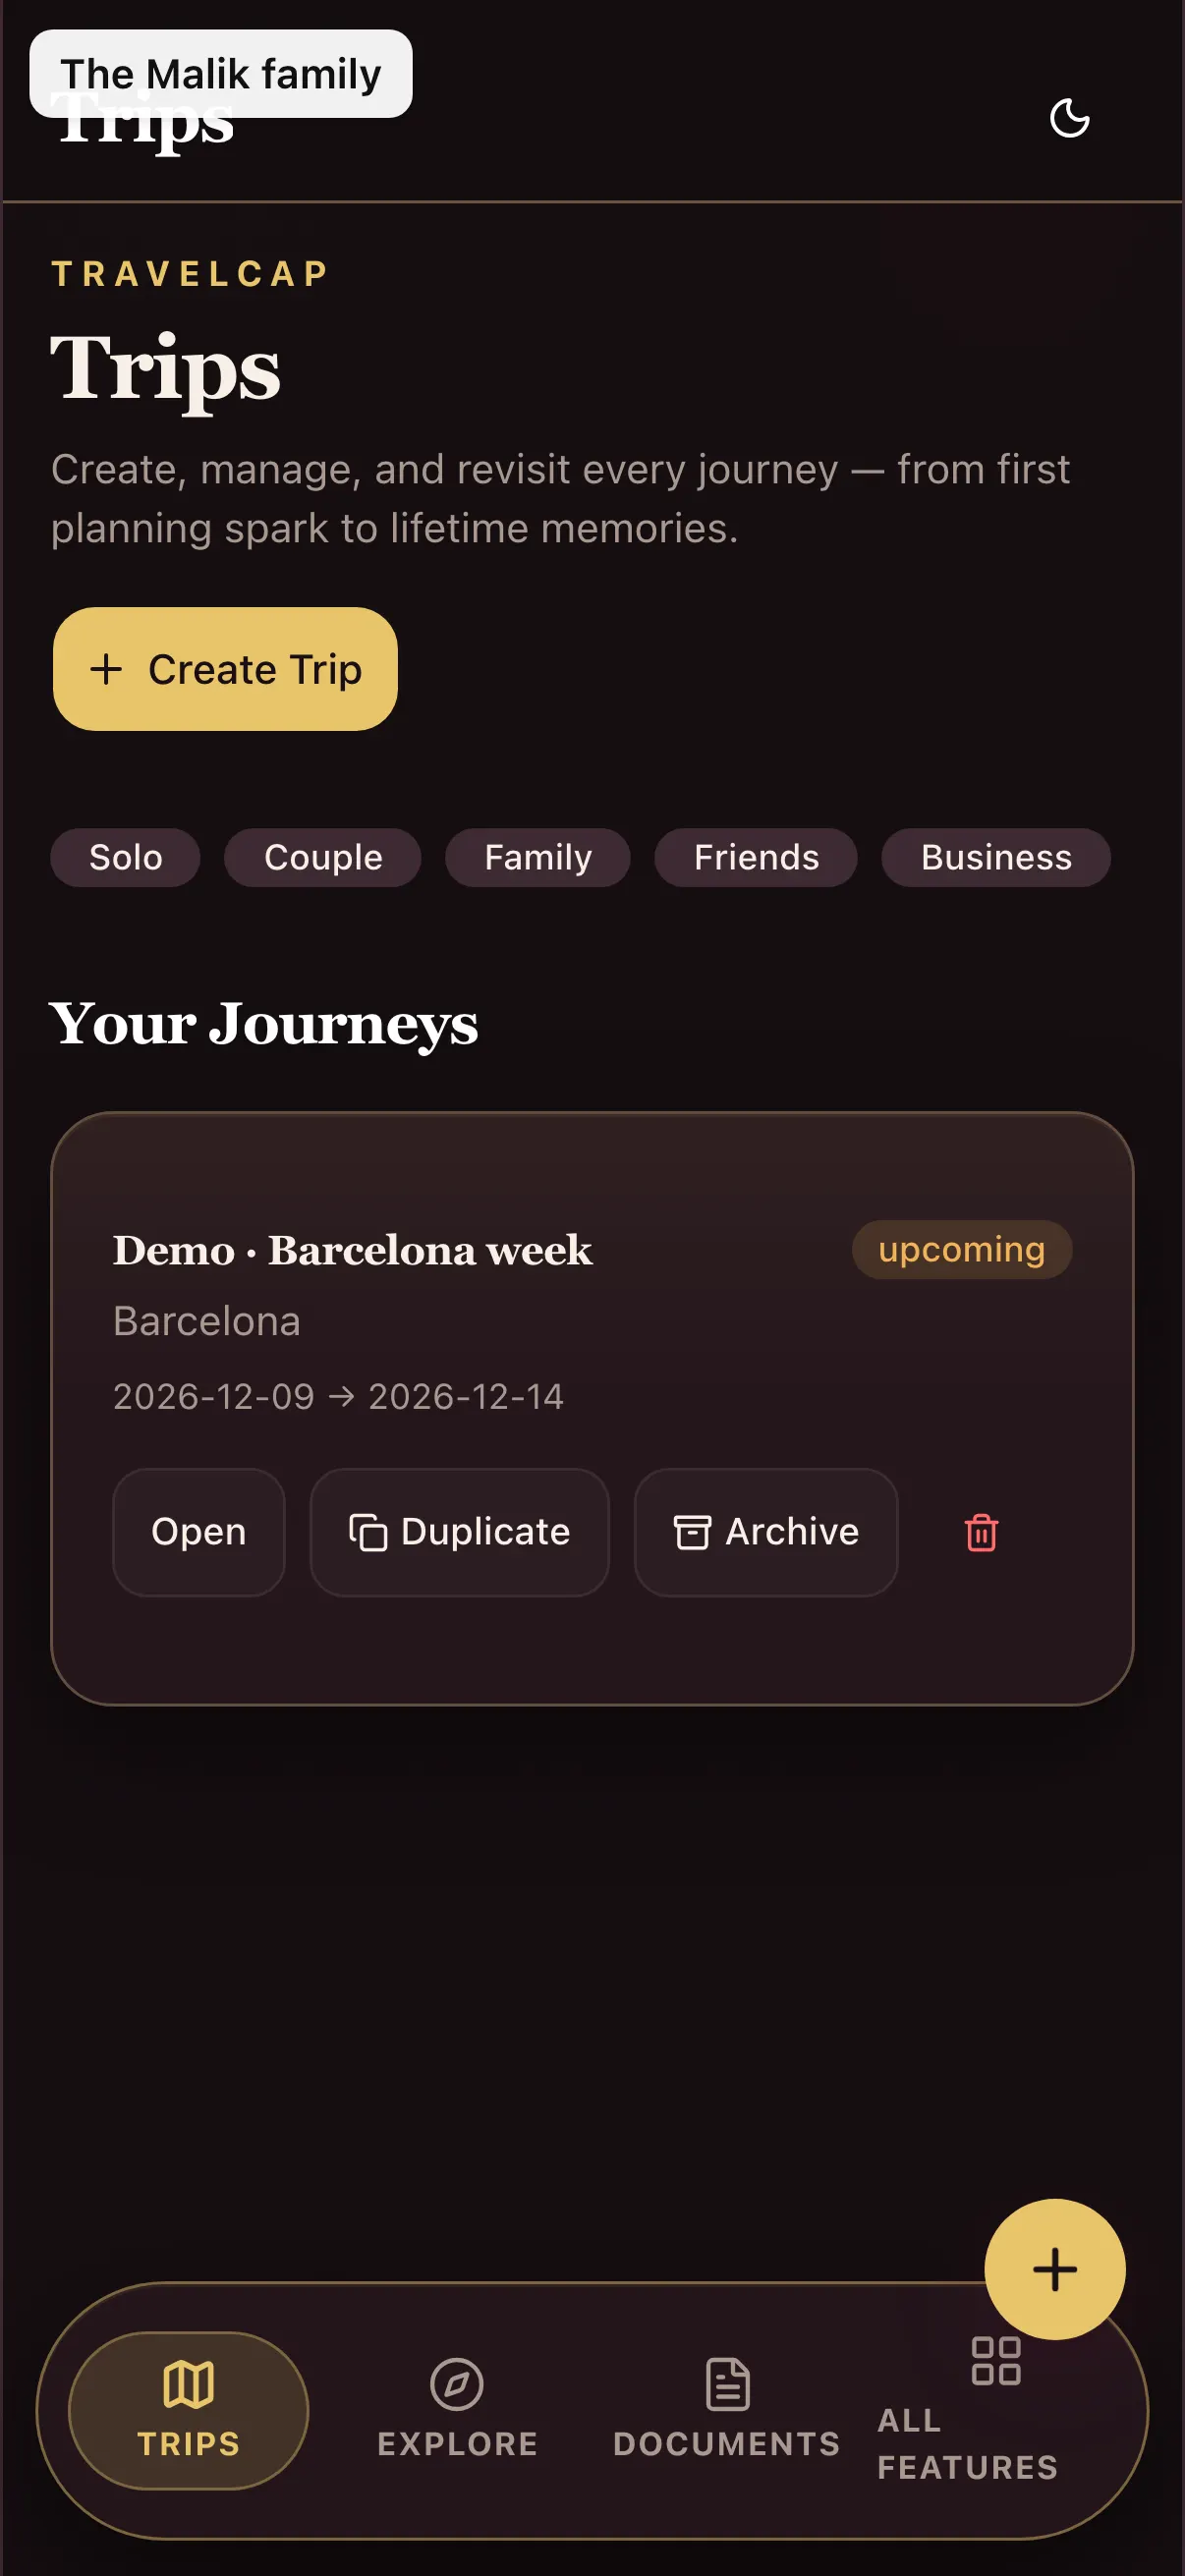 The Malik family
Trips
TRAVELCAP
Trips
Create, manage, and revisit every journey — from first
planning spark to lifetime memories.
Create Trip
Solo
Couple
Family
Friends
Business
Your Journeys
Demo · Barcelona week
upcoming
Barcelona
2026-12-09 → 2026-12-14
Open
Duplicate
Archive
TRIPS
EXPLORE
DOCUMENTS
ALL
FEATURES